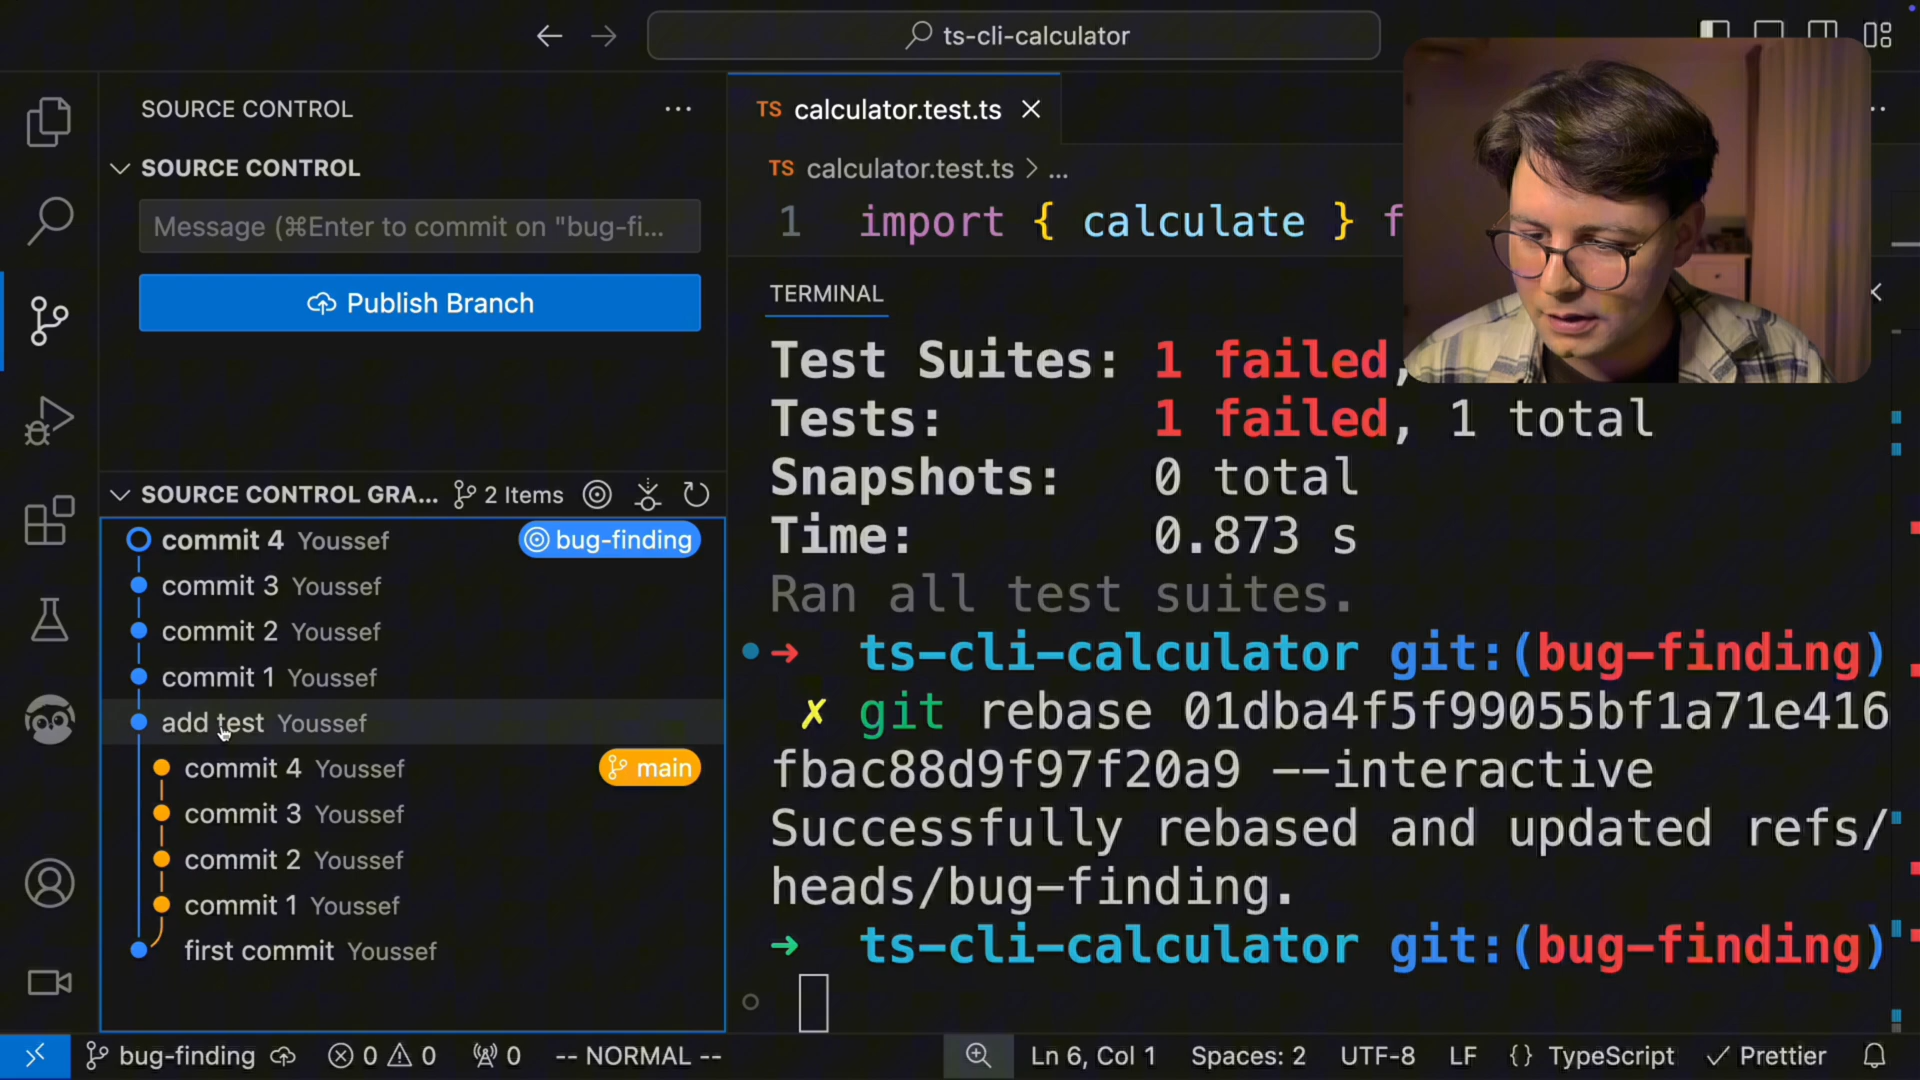 ts-cli-calculator
SOURCE CONTROL
SOURCE CONTROL
Message (⌘Enter to commit on "bug-fi...
Publish Branch
SOURCE CONTROL GRA... 2 Items
commit 4 Youssef bug-finding
commit 3 Youssef
commit 2 Youssef
commit 1 Youssef
add test Youssef
commit 4 Youssef main
commit 3 Youssef
commit 2 Youssef
commit 1 Youssef
first commit Youssef
TS calculator.test.ts
TS calculator.test.ts > ...
1 import { calculate } f
TERMINAL
Test Suites: 1 failed,
Tests: 1 failed, 1 total
Snapshots: 0 total
Time: 0.873 s
Ran all test suites.
➜ ts-cli-calculator git:(bug-finding)
✗ git rebase 01dba4f5f99055bf1a71e416
fbac88d9f97f20a9 --interactive
Successfully rebased and updated refs/
heads/bug-finding.
➜ ts-cli-calculator git:(bug-finding)
bug-finding 0 0 0 -- NORMAL -- Ln 6, Col 1 Spaces: 2 UTF-8 LF {} TypeScript ✓ Prettier